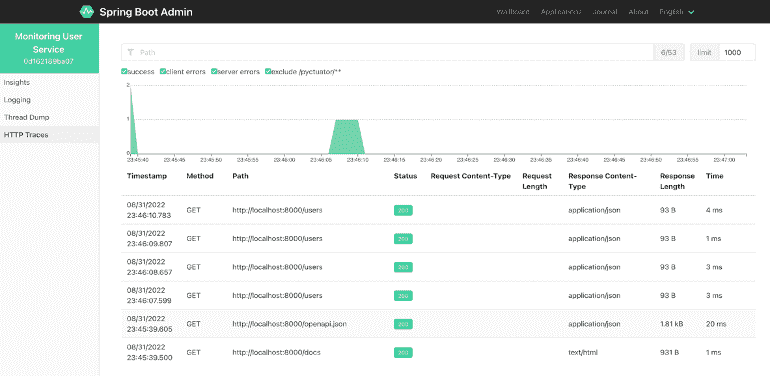 Spring Boot Admin
Wallboard Applications Journal About English
Monitoring User
Service
0d162189ba07
Insights
Logging
Thread Dump
HTTP Traces
Path 6/53 limit 1000
success client errors server errors exclude /pyctuator/**
2
1
0
23:45:40 23:45:45 23:45:50 23:45:55 23:46:00 23:46:05 23:46:10 23:46:15 23:46:20 23:46:25 23:46:30 23:46:35 23:46:40 23:46:45 23:46:50 23:46:55 23:47:00
Timestamp Method Path Status Request Content-Type Request Length Response Content-Type Response Length Time
08/31/2022
23:46:10.783 GET http://localhost:8000/users 200 application/json 93 B 4 ms
08/31/2022
23:46:09.807 GET http://localhost:8000/users 200 application/json 93 B 1 ms
08/31/2022
23:46:08.657 GET http://localhost:8000/users 200 application/json 93 B 3 ms
08/31/2022
23:46:07.599 GET http://localhost:8000/users 200 application/json 93 B 3 ms
08/31/2022
23:45:39.605 GET http://localhost:8000/openapi.json 200 application/json 1.81 kB 20 ms
08/31/2022
23:45:39.500 GET http://localhost:8000/docs 200 text/html 931 B 1 ms